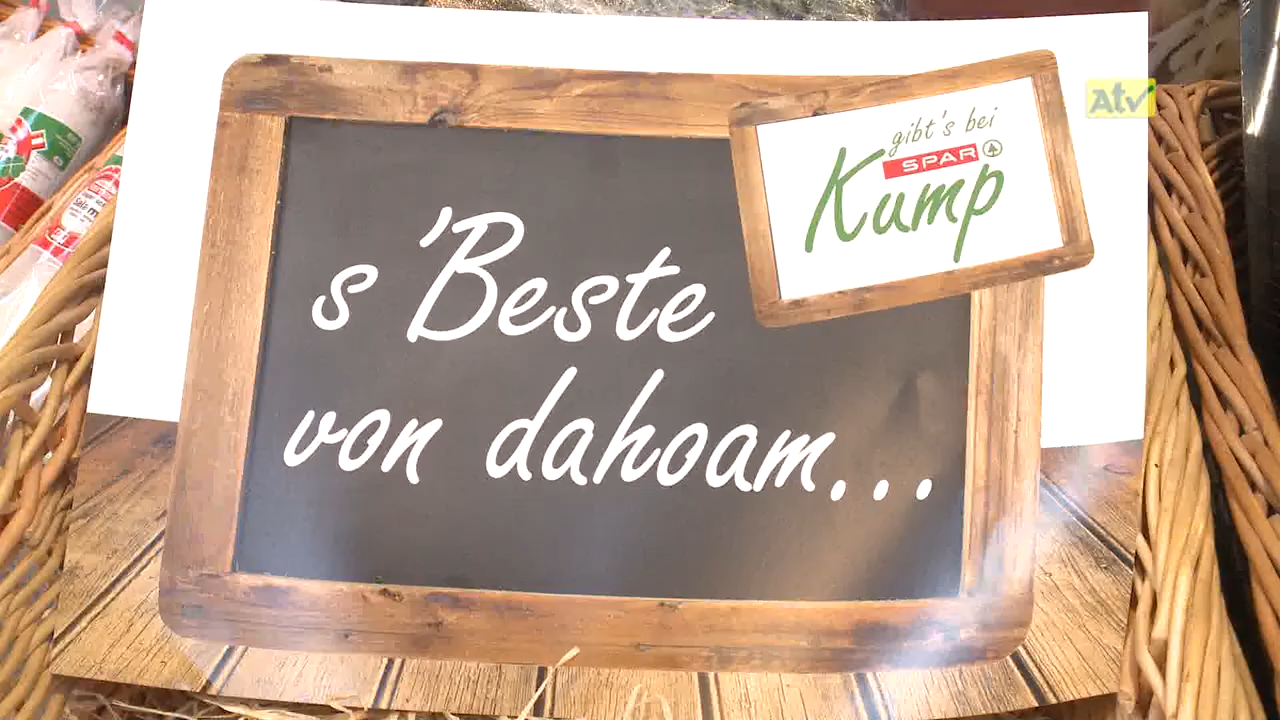 s 'Beste
von dahoam...
gibt's bei
SPAR
Kump
Atv